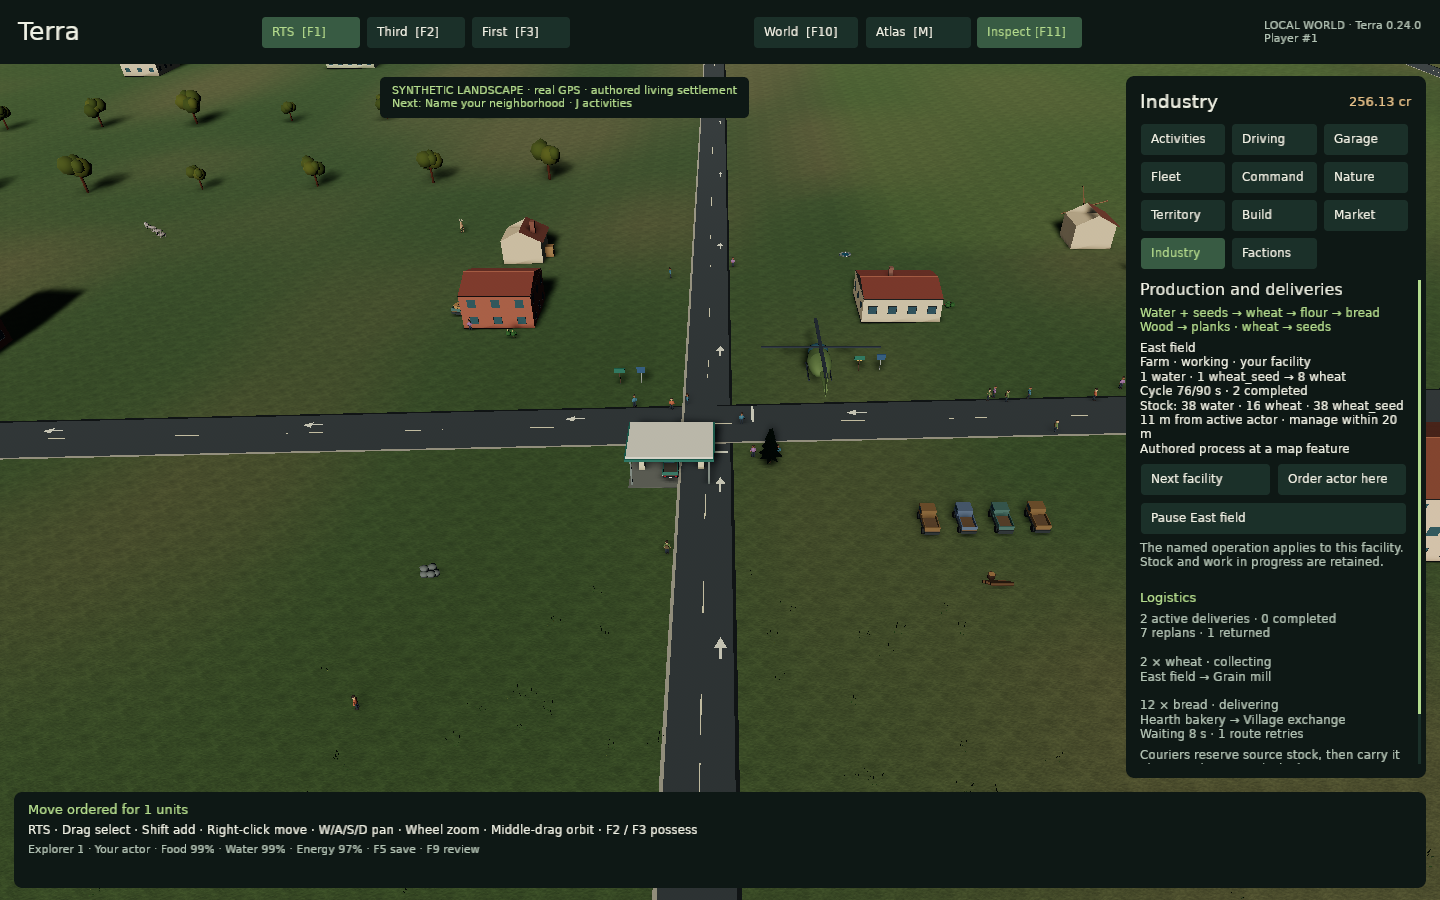 Terra
RTS [F1]
Third [F2]
First [F3]
World [F10]
Atlas [M]
Inspect [F11]
LOCAL WORLD · Terra 0.24.0
Player #1
SYNTHETIC LANDSCAPE · real GPS · authored living settlement
Next: Name your neighborhood · J activities
Industry
256.13 cr
Activities
Driving
Garage
Fleet
Command
Nature
Territory
Build
Market
Industry
Factions
Production and deliveries
Water + seeds → wheat → flour → bread
Wood → planks · wheat → seeds
East field
Farm · working · your facility
1 water · 1 wheat_seed → 8 wheat
Cycle 76/90 s · 2 completed
Stock: 38 water · 16 wheat · 38 wheat_seed
11 m from active actor · manage within 20
m
Authored process at a map feature
Next facility
Order actor here
Pause East field
The named operation applies to this facility.
Stock and work in progress are retained.
Logistics
2 active deliveries · 0 completed
7 replans · 1 returned
2 × wheat · collecting
East field → Grain mill
12 × bread · delivering
Hearth bakery → Village exchange
Waiting 8 s · 1 route retries
Couriers reserve source stock, then carry it
Move ordered for 1 units
RTS · Drag select · Shift add · Right-click move · W/A/S/D pan · Wheel zoom · Middle-drag orbit · F2 / F3 possess
Explorer 1 · Your actor · Food 99% · Water 99% · Energy 97% · F5 save · F9 review